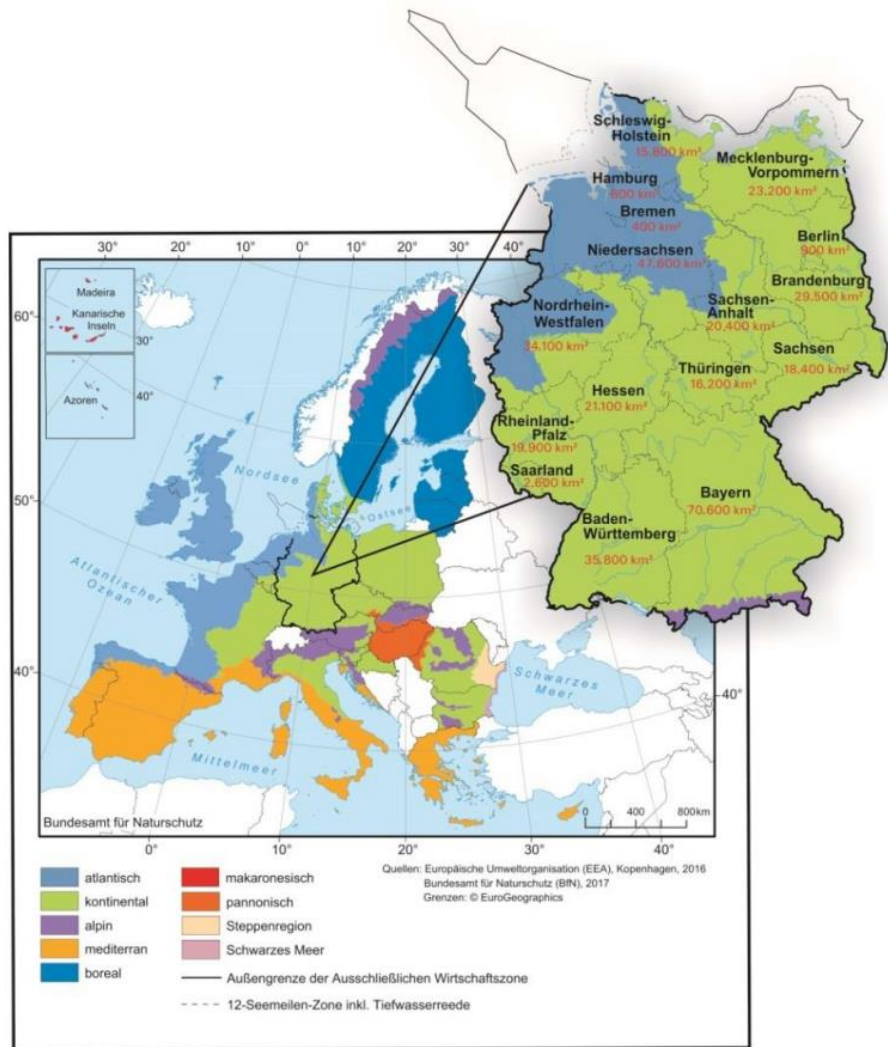 Schleswig-
Holstein
15.800 km²
Mecklenburg-
Vorpommern
23.200 km²
Hamburg
600 km²
Bremen
400 km²
Niedersachsen
47.600 km²
Berlin
900 km²
Brandenburg
29.500 km²
Sachsen-
Anhalt
20.400 km²
Nordrhein-
Westfalen
34.100 km²
Sachsen
18.400 km²
Thüringen
16.200 km²
Hessen
21.100 km²
Rheinland-
Pfalz
19.900 km²
Saarland
2.600 km²
Bayern
70.600 km²
Baden-
Württemberg
35.800 km²
30° 20° 10° 0° 10° 20° 30° 40°
Madeira
Kanarische
Inseln
30°
Azoren
40°
60°
50°
40°
40°
Nordsee
Ostsee
Atlantischer
Ozean
Schwarzes
Meer
Mittelmeer
Bundesamt für Naturschutz
0 400 800km
0° 10° 20° 30° 40°
Quellen: Europäische Umweltorganisation (EEA), Kopenhagen, 2016
Bundesamt für Naturschutz (BfN), 2017
Grenzen: © EuroGeographics
atlantisch
kontinental
alpin
mediterran
boreal
makaronesisch
pannonisch
Steppenregion
Schwarzes Meer
Außengrenze der Ausschließlichen Wirtschaftszone
12-Seemeilen-Zone inkl. Tiefwasserreede